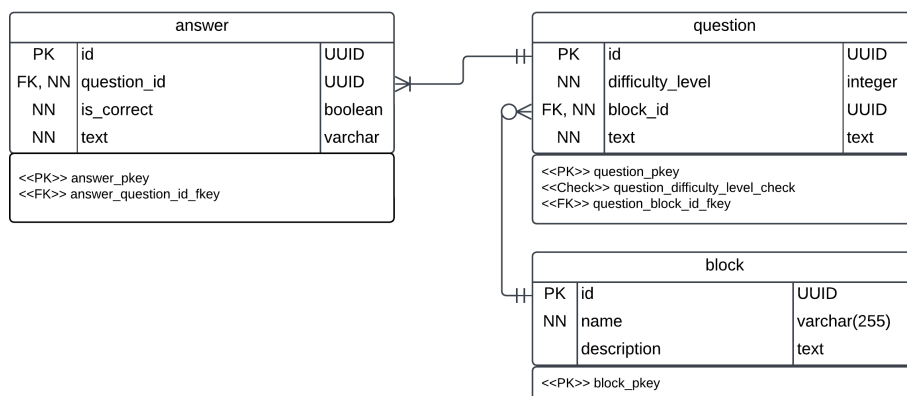 answer
PK id UUID
FK, NN question_id UUID
NN is_correct boolean
NN text varchar
<<PK>> answer_pkey
<<FK>> answer_question_id_fkey
question
PK id UUID
NN difficulty_level integer
FK, NN block_id UUID
NN text text
<<PK>> question_pkey
<<Check>> question_difficulty_level_check
<<FK>> question_block_id_fkey
block
PK id UUID
NN name varchar(255)
description text
<<PK>> block_pkey